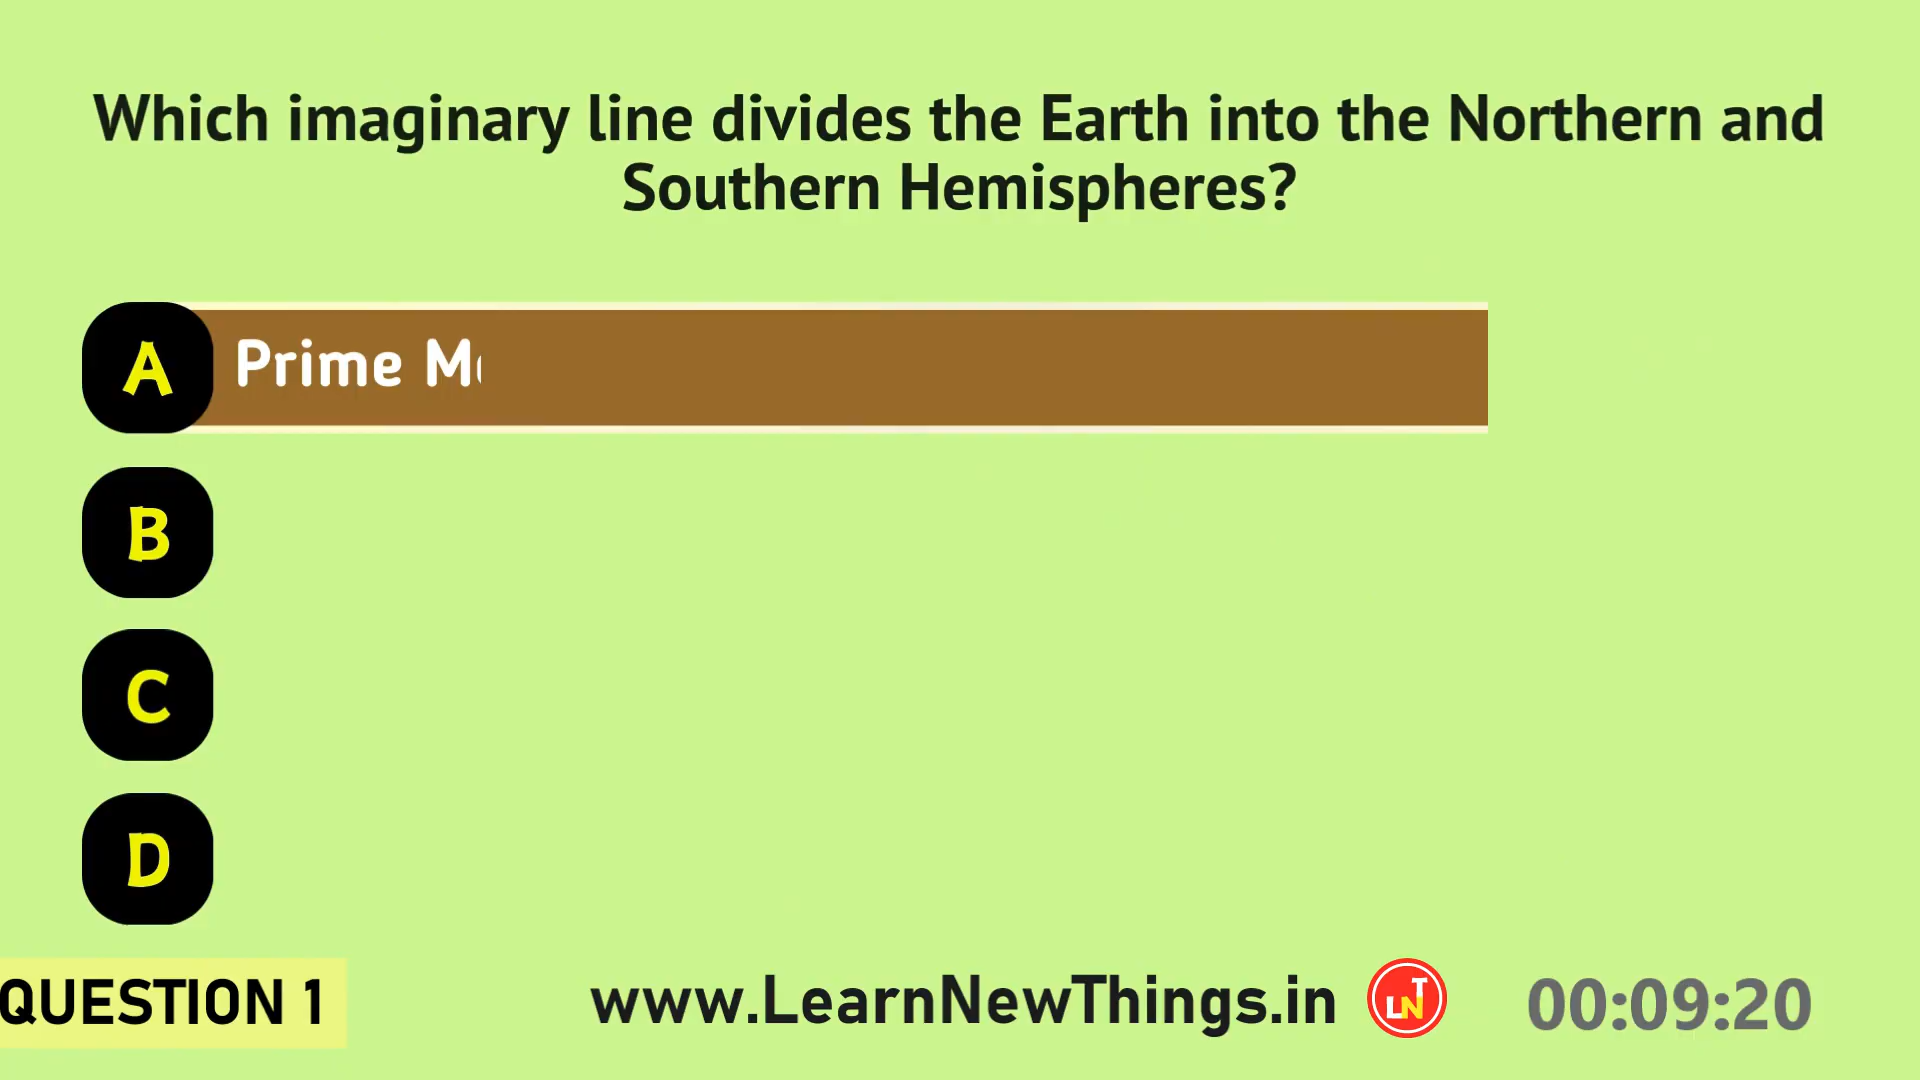 Which imaginary line divides the Earth into the Northern and
Southern Hemispheres?
A Prime M
B
C
D
QUESTION 1 www.LearnNewThings.in LNT 00:09:20